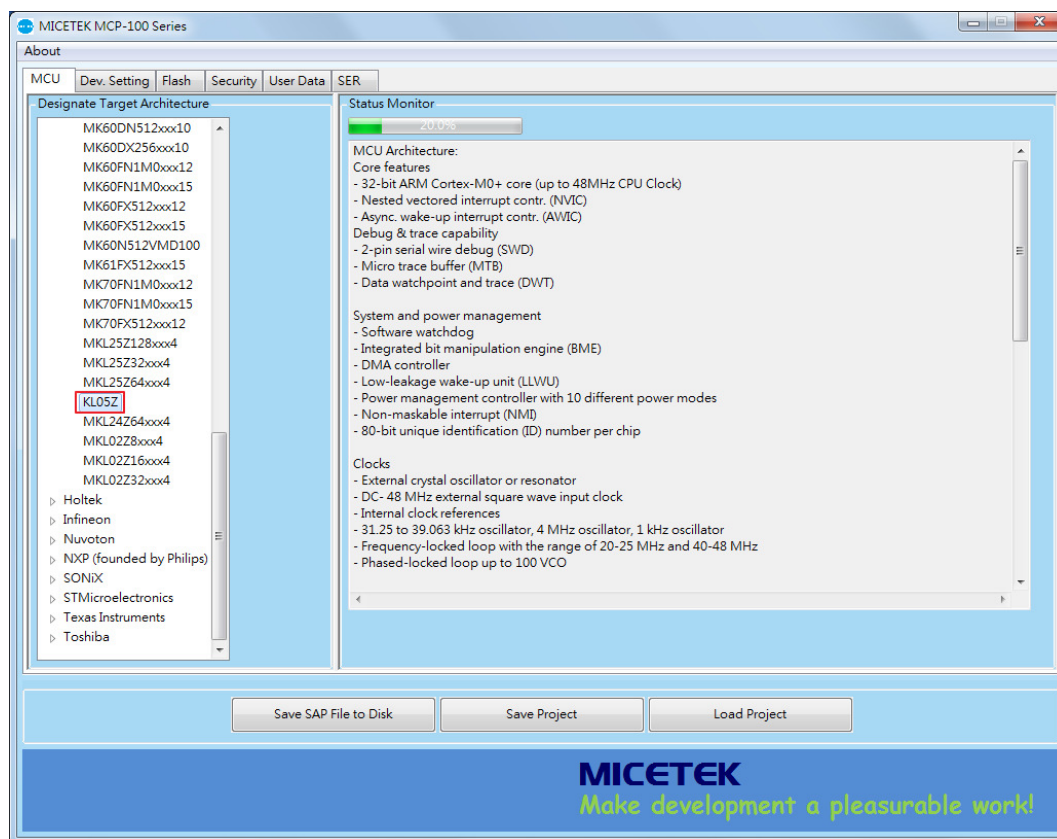 MICETEK MCP-100 Series
About
MCU
Dev. Setting
Flash
Security
User Data
SER
Designate Target Architecture
MK60DN512xxx10
MK60DX256xxx10
MK60FN1M0xxx12
MK60FN1M0xxx15
MK60FX512xxx12
MK60FX512xxx15
MK60N512VMD100
MK61FX512xxx15
MK70FN1M0xxx12
MK70FN1M0xxx15
MK70FX512xxx12
MKL25Z128xxx4
MKL25Z32xxx4
MKL25Z64xxx4
KL05Z
MKL24Z64xxx4
MKL02Z8xxx4
MKL02Z16xxx4
MKL02Z32xxx4
Holtek
Infineon
Nuvoton
NXP (founded by Philips)
SONiX
STMicroelectronics
Texas Instruments
Toshiba
Status Monitor
20.0%
MCU Architecture:
Core features
- 32-bit ARM Cortex-M0+ core (up to 48MHz CPU Clock)
- Nested vectored interrupt contr. (NVIC)
- Async. wake-up interrupt contr. (AWIC)
Debug & trace capability
- 2-pin serial wire debug (SWD)
- Micro trace buffer (MTB)
- Data watchpoint and trace (DWT)
System and power management
- Software watchdog
- Integrated bit manipulation engine (BME)
- DMA controller
- Low-leakage wake-up unit (LLWU)
- Power management controller with 10 different power modes
- Non-maskable interrupt (NMI)
- 80-bit unique identification (ID) number per chip
Clocks
- External crystal oscillator or resonator
- DC- 48 MHz external square wave input clock
- Internal clock references
- 31.25 to 39.063 kHz oscillator, 4 MHz oscillator, 1 kHz oscillator
- Frequency-locked loop with the range of 20-25 MHz and 40-48 MHz
- Phased-locked loop up to 100 VCO
Save SAP File to Disk
Save Project
Load Project
MICETEK
Make development a pleasurable work!